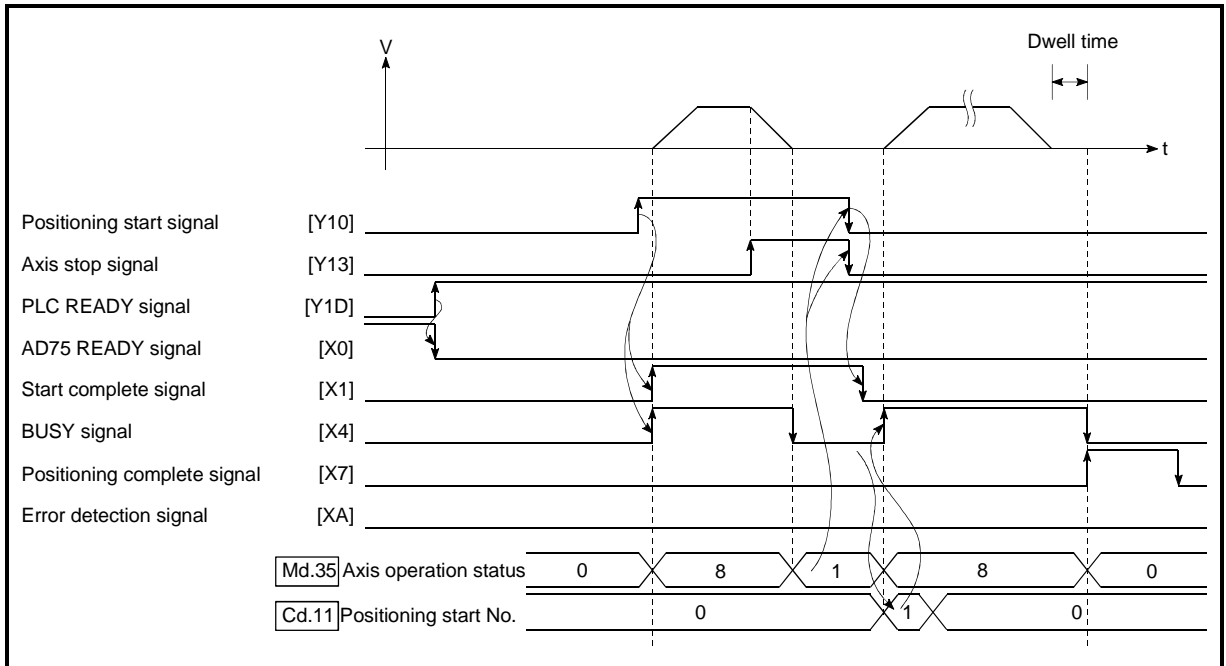 Dwell time
V
t
Positioning start signal [Y10]
Axis stop signal [Y13]
PLC READY signal [Y1D]
AD75 READY signal [X0]
Start complete signal [X1]
BUSY signal [X4]
Positioning complete signal [X7]
Error detection signal [XA]
Md.35 Axis operation status 0 8 1 8 0
Cd.11 Positioning start No. 0 1 0